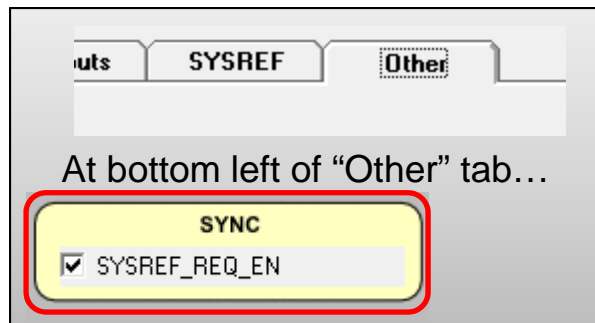 uts SYSREF Other
At bottom left of “Other” tab…
SYNC
SYSREF_REQ_EN